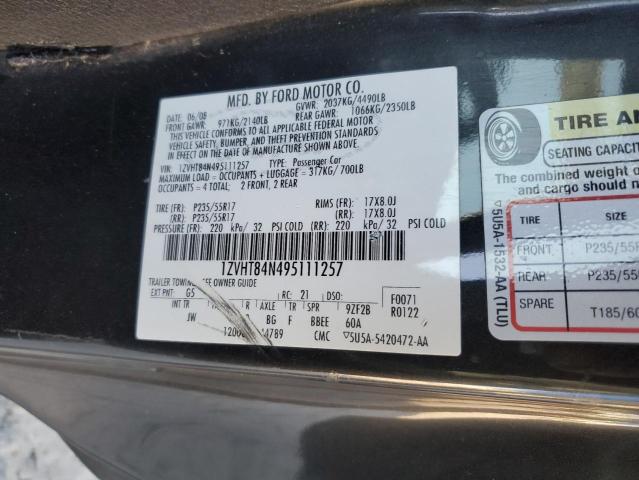 MFD. BY FORD MOTOR CO.
DATE: 06/08 GVWR: 2037KG/4490LB
FRONT GAWR: 977KG/2140LB REAR GAWR: 1066KG/2350LB
THIS VEHICLE CONFORMS TO ALL APPLICABLE FEDERAL MOTOR
VEHICLE SAFETY, BUMPER, AND THEFT PREVENTION STANDARDS
IN EFFECT ON THE DATE OF MANUFACTURE SHOWN ABOVE.
VIN: 1ZVHT84N495111257 TYPE: Passenger Car
MAXIMUM LOAD = OCCUPANTS + LUGGAGE = 317KG/700LB
OCCUPANTS = 4 TOTAL; 2 FRONT, 2 REAR
TIRE (FR): P235/55R17 RIMS (FR): 17X8.0J
(RR): P235/55R17 (RR): 17X8.0J
PRESSURE (FR): 220 kPa/ 32 PSI COLD (RR): 220 kPa/ 32 PSI COLD
1ZVHT84N495111257
TRAILER TOWING- SEE OWNER GUIDE
EXT PNT: G5 RC: 21 DSO: F0071
INT TR R AXLE TR SPR 9ZF2B R0122
JW BG F BBEE 60A
4789 CMC ▽5U5A-5420472-AA
TIRE AN
SEATING CAPACIT
The combined weight o
and cargo should n
TIRE SIZE
FRONT P235/55
REAR P235/55
SPARE T185/60
▽5U5A-1532-AA (TLU)